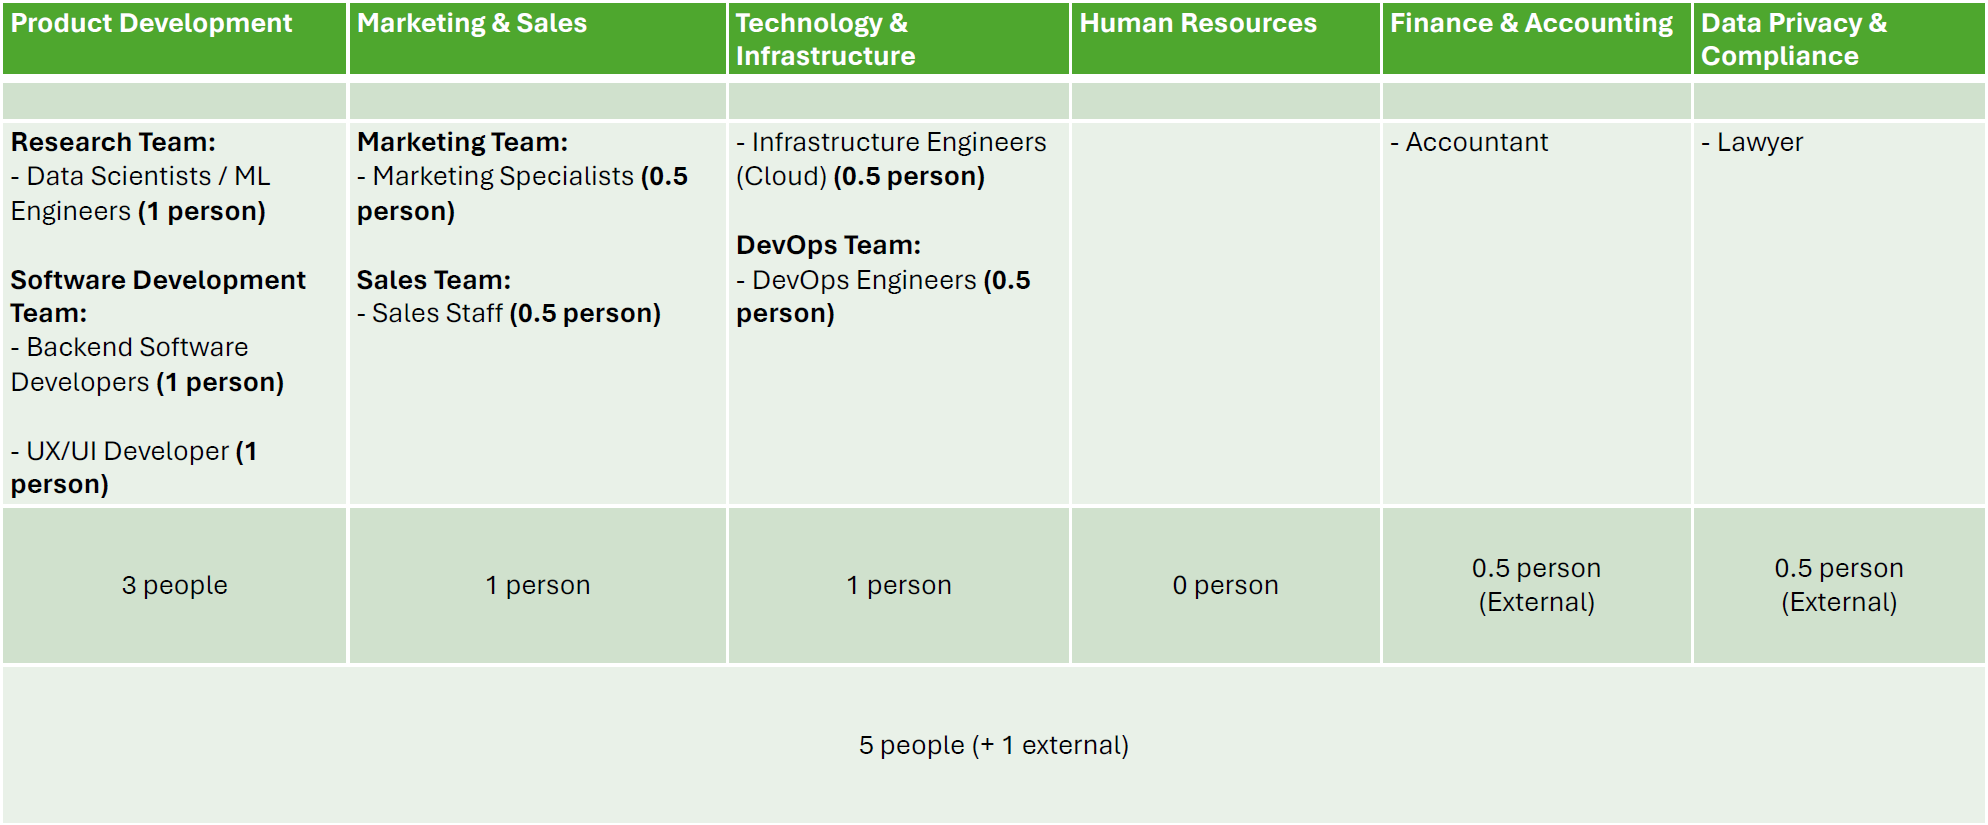 Product Development
Marketing & Sales
Technology &
Infrastructure
Human Resources
Finance & Accounting
Data Privacy &
Compliance
Research Team:
- Data Scientists / ML
Engineers (1 person)
Software Development
Team:
- Backend Software
Developers (1 person)
- UX/UI Developer (1
person)
Marketing Team:
- Marketing Specialists (0.5
person)
Sales Team:
- Sales Staff (0.5 person)
- Infrastructure Engineers
(Cloud) (0.5 person)
DevOps Team:
- DevOps Engineers (0.5
person)
- Accountant
- Lawyer
3 people
1 person
1 person
0 person
0.5 person
(External)
0.5 person
(External)
5 people (+ 1 external)